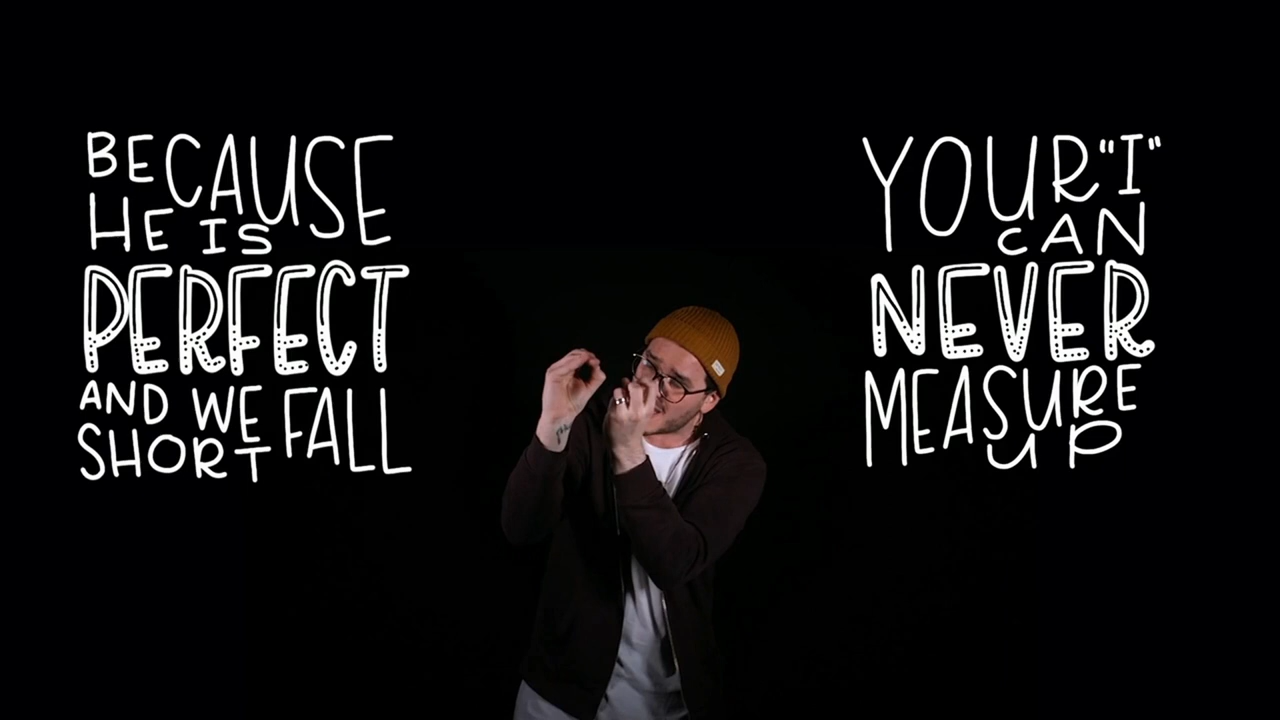 BECAUSE
HE IS
PERFECT
AND WE FALL
SHORT
YOUR "I"
CAN
NEVER
MEASURE
UP